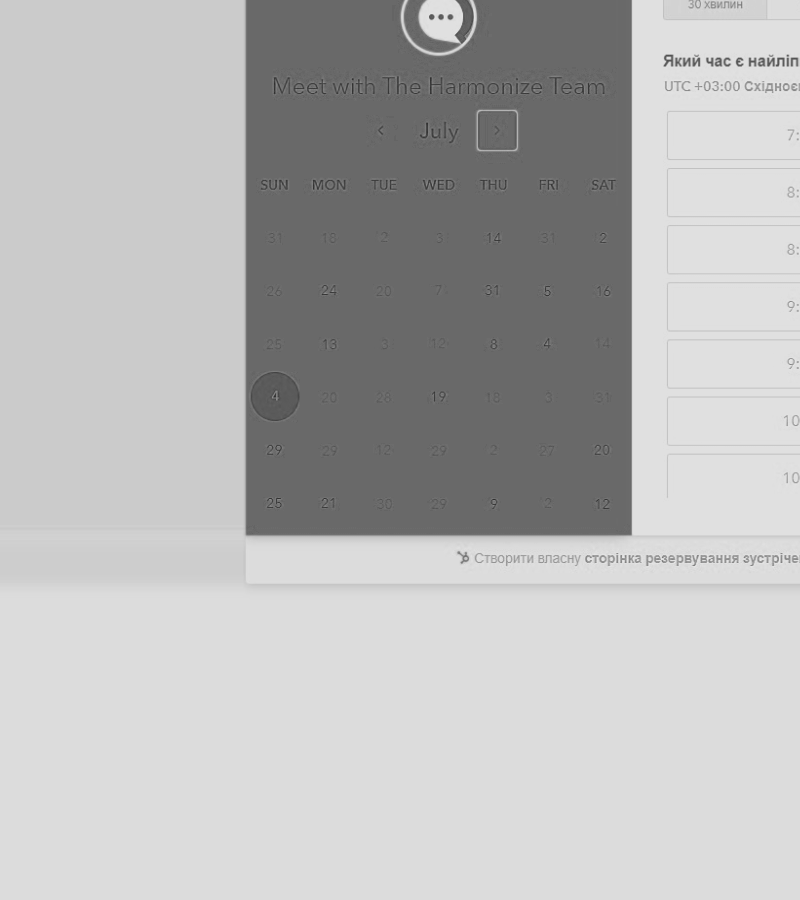 30 хвилин
Meet with The Harmonize Team
Який час є найліп
July
UTC +03:00 Східноє
7:
SUN MON TUE WED THU FRI SAT
8:
31 18 2 3 14 31 2
8:
26 24 20 7 31 5 16
9:
25 13 3 12 8 4 14
9:
4 20 28 19 18 3 31
10
29 29 12 29 2 27 20
10
25 21 30 29 9 2 12
Створити власну сторінка резервування зустріче